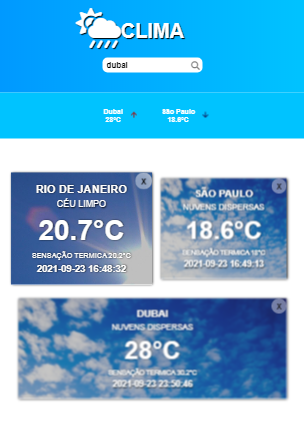 CLIMA
dubai
Dubai
28°C
São Paulo
18.6°C
X
RIO DE JANEIRO
CÉU LIMPO
20.7°C
SENSAÇÃO TERMICA 20.2°C
2021-09-23 16:48:32
X
SÃO PAULO
NUVENS DISPERSAS
18.6°C
SENSAÇÃO TERMICA 18°C
2021-09-23 16:49:13
X
DUBAI
NUVENS DISPERSAS
28°C
SENSAÇÃO TERMICA 30.2°C
2021-09-23 23:50:46